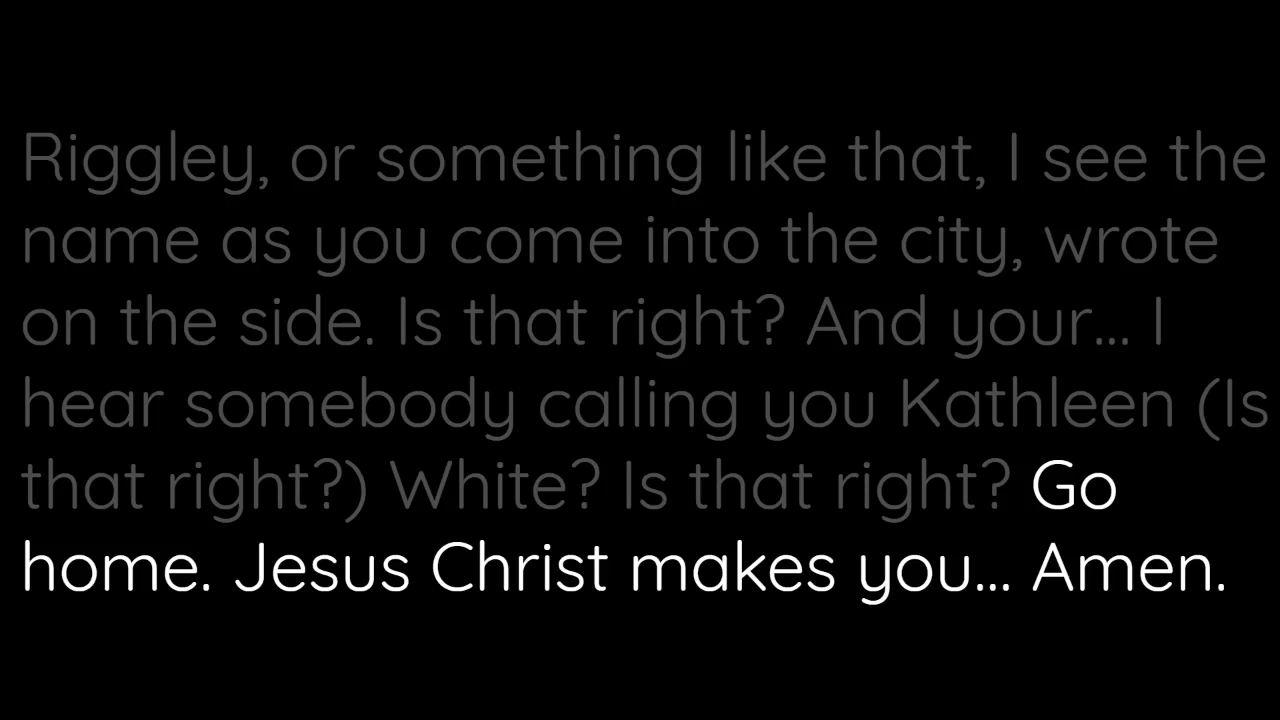 Riggley, or something like that, I see the
name as you come into the city, wrote
on the side. Is that right? And your... I
hear somebody calling you Kathleen (Is
that right?) White? Is that right? Go
home. Jesus Christ makes you... Amen.